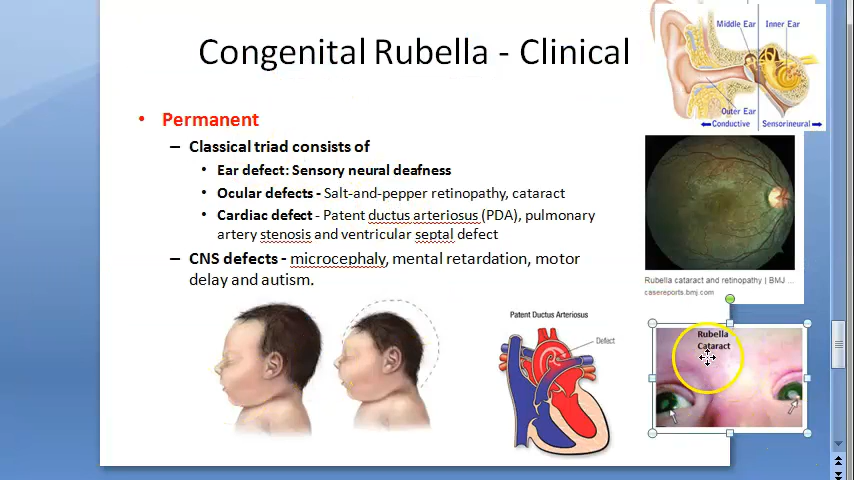 Congenital Rubella - Clinical
• Permanent
– Classical triad consists of
• Ear defect: Sensory neural deafness
• Ocular defects - Salt-and-pepper retinopathy, cataract
• Cardiac defect - Patent ductus arteriosus (PDA), pulmonary
artery stenosis and ventricular septal defect
– CNS defects - microcephaly, mental retardation, motor
delay and autism.
Middle Ear
Inner Ear
Outer Ear
Conductive
Sensorineural
Rubella cataract and retinopathy | BMJ ...
casereports.bmj.com
Patent Ductus Arteriosus
Defect
Rubella
Cataract